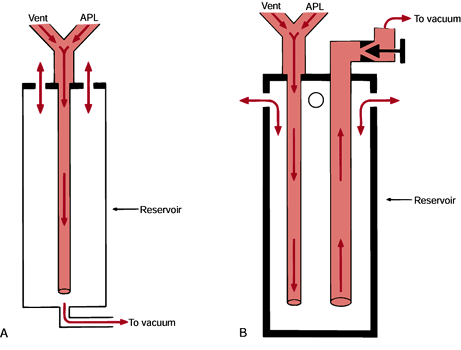 Vent APL
Reservoir
To vacuum
A
Vent APL
To vacuum
Reservoir
B